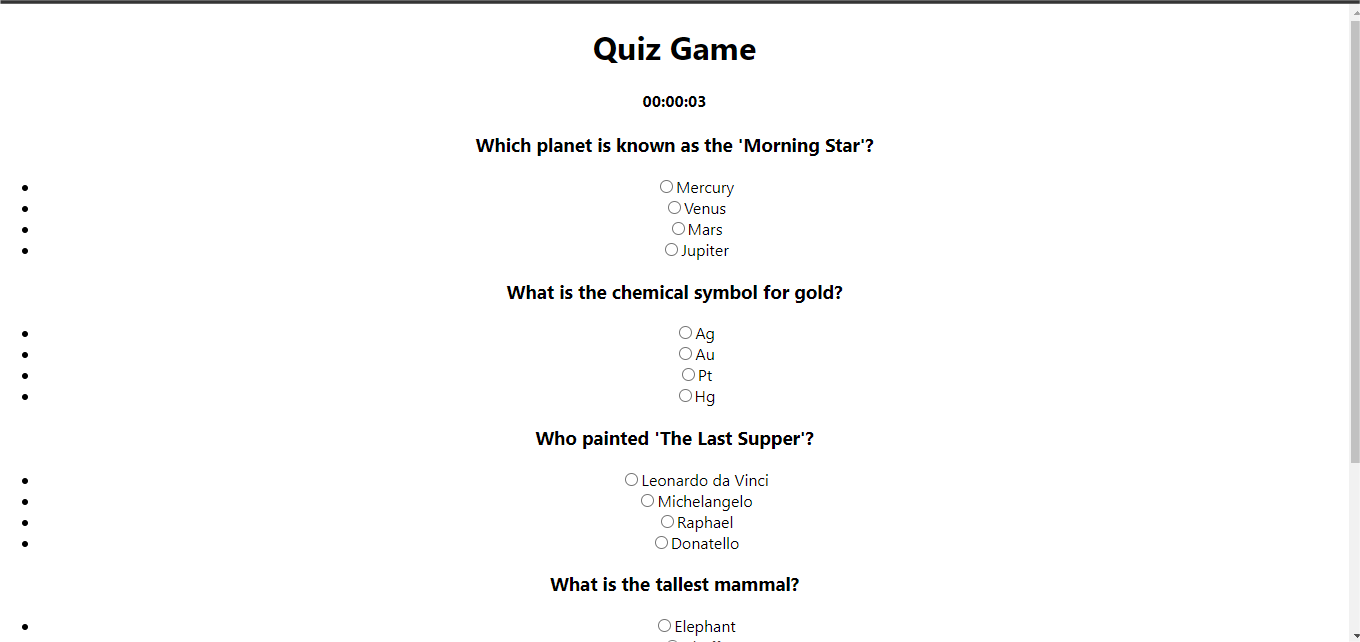 Quiz Game
00:00:03
Which planet is known as the 'Morning Star'?
Mercury
Venus
Mars
Jupiter
What is the chemical symbol for gold?
Ag
Au
Pt
Hg
Who painted 'The Last Supper'?
Leonardo da Vinci
Michelangelo
Raphael
Donatello
What is the tallest mammal?
Elephant